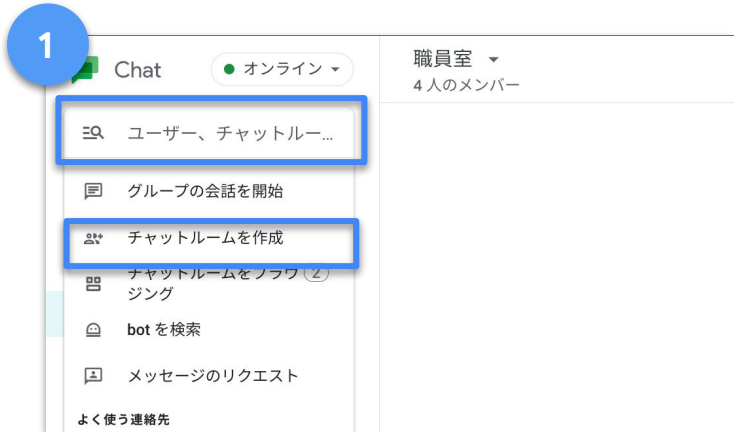 1
Chat
オンライン
職員室
4 人のメンバー
ユーザー、チャットルー...
グループの会話を開始
チャットルームを作成
チャットルームをブラウ 2
ジング
bot を検索
メッセージのリクエスト
よく使う連絡先